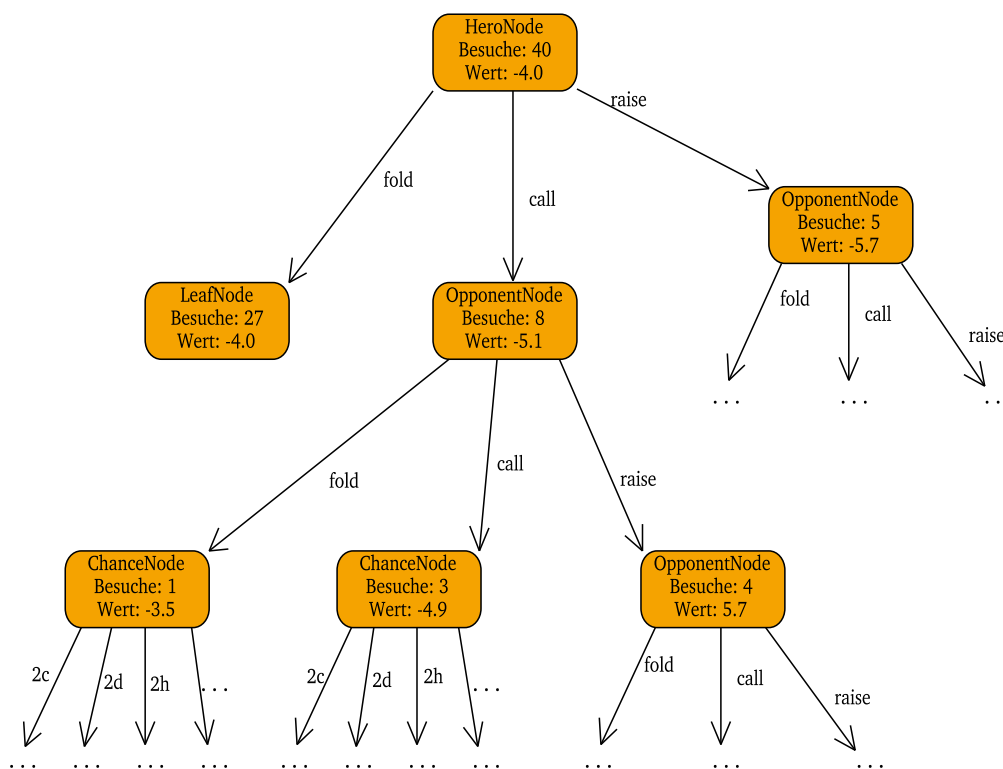 HeroNode
Besuche: 40
Wert: -4.0
raise
fold
call
OpponentNode
Besuche: 5
Wert: -5.7
LeafNode
Besuche: 27
Wert: -4.0
OpponentNode
Besuche: 8
Wert: -5.1
fold
call
raise
...
...
..
fold
call
raise
ChanceNode
Besuche: 1
Wert: -3.5
ChanceNode
Besuche: 3
Wert: -4.9
OpponentNode
Besuche: 4
Wert: 5.7
2c
2d
2h
...
2c
2d
2h
...
fold
call
raise
...
...
...
...
...
...
...
...
...
...
...